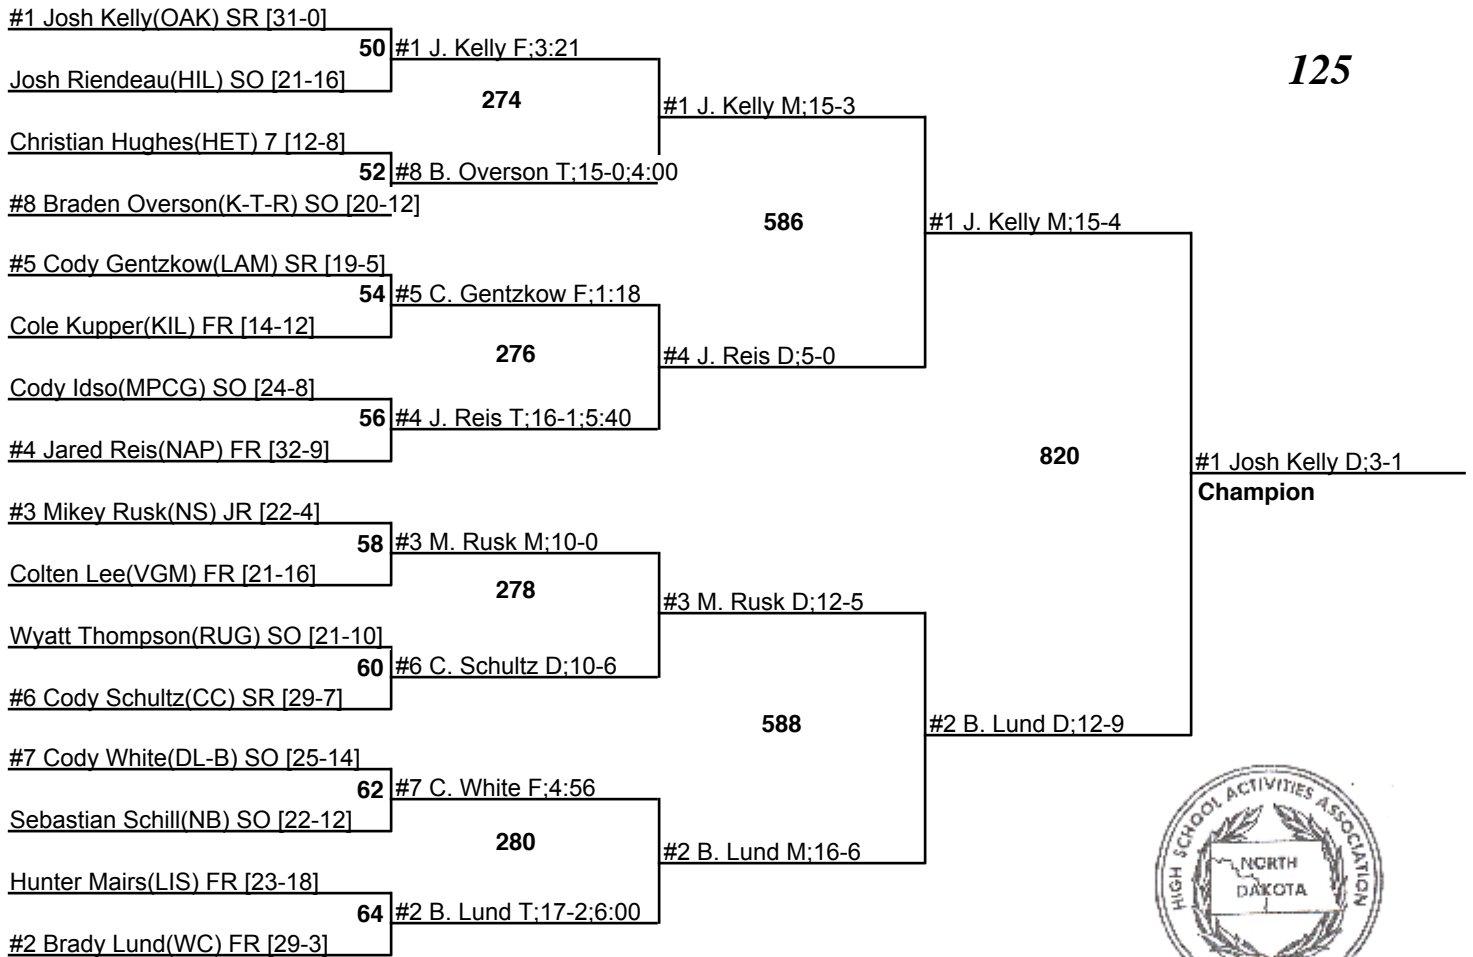 #1 Josh Kelly(OAK) SR [31-0]
50 #1 J. Kelly F;3:21
125
Josh Riendeau(HIL) SO [21-16]
274
#1 J. Kelly M;15-3
Christian Hughes(HET) 7 [12-8]
52 #8 B. Overson T;15-0;4:00
#8 Braden Overson(K-T-R) SO [20-12]
586
#1 J. Kelly M;15-4
#5 Cody Gentzkow(LAM) SR [19-5]
54 #5 C. Gentzkow F;1:18
Cole Kupper(KIL) FR [14-12]
276
#4 J. Reis D;5-0
Cody Idso(MPCG) SO [24-8]
56 #4 J. Reis T;16-1;5:40
#4 Jared Reis(NAP) FR [32-9]
820
#1 Josh Kelly D;3-1
Champion
#3 Mikey Rusk(NS) JR [22-4]
58 #3 M. Rusk M;10-0
Colten Lee(VGM) FR [21-16]
278
#3 M. Rusk D;12-5
Wyatt Thompson(RUG) SO [21-10]
60 #6 C. Schultz D;10-6
#6 Cody Schultz(CC) SR [29-7]
588
#2 B. Lund D;12-9
#7 Cody White(DL-B) SO [25-14]
62 #7 C. White F;4:56
Sebastian Schill(NB) SO [22-12]
280
#2 B. Lund M;16-6
Hunter Mairs(LIS) FR [23-18]
64 #2 B. Lund T;17-2;6:00
#2 Brady Lund(WC) FR [29-3]
HIGH SCHOOL ACTIVITIES ASSOCIATION
NORTH
DAKOTA